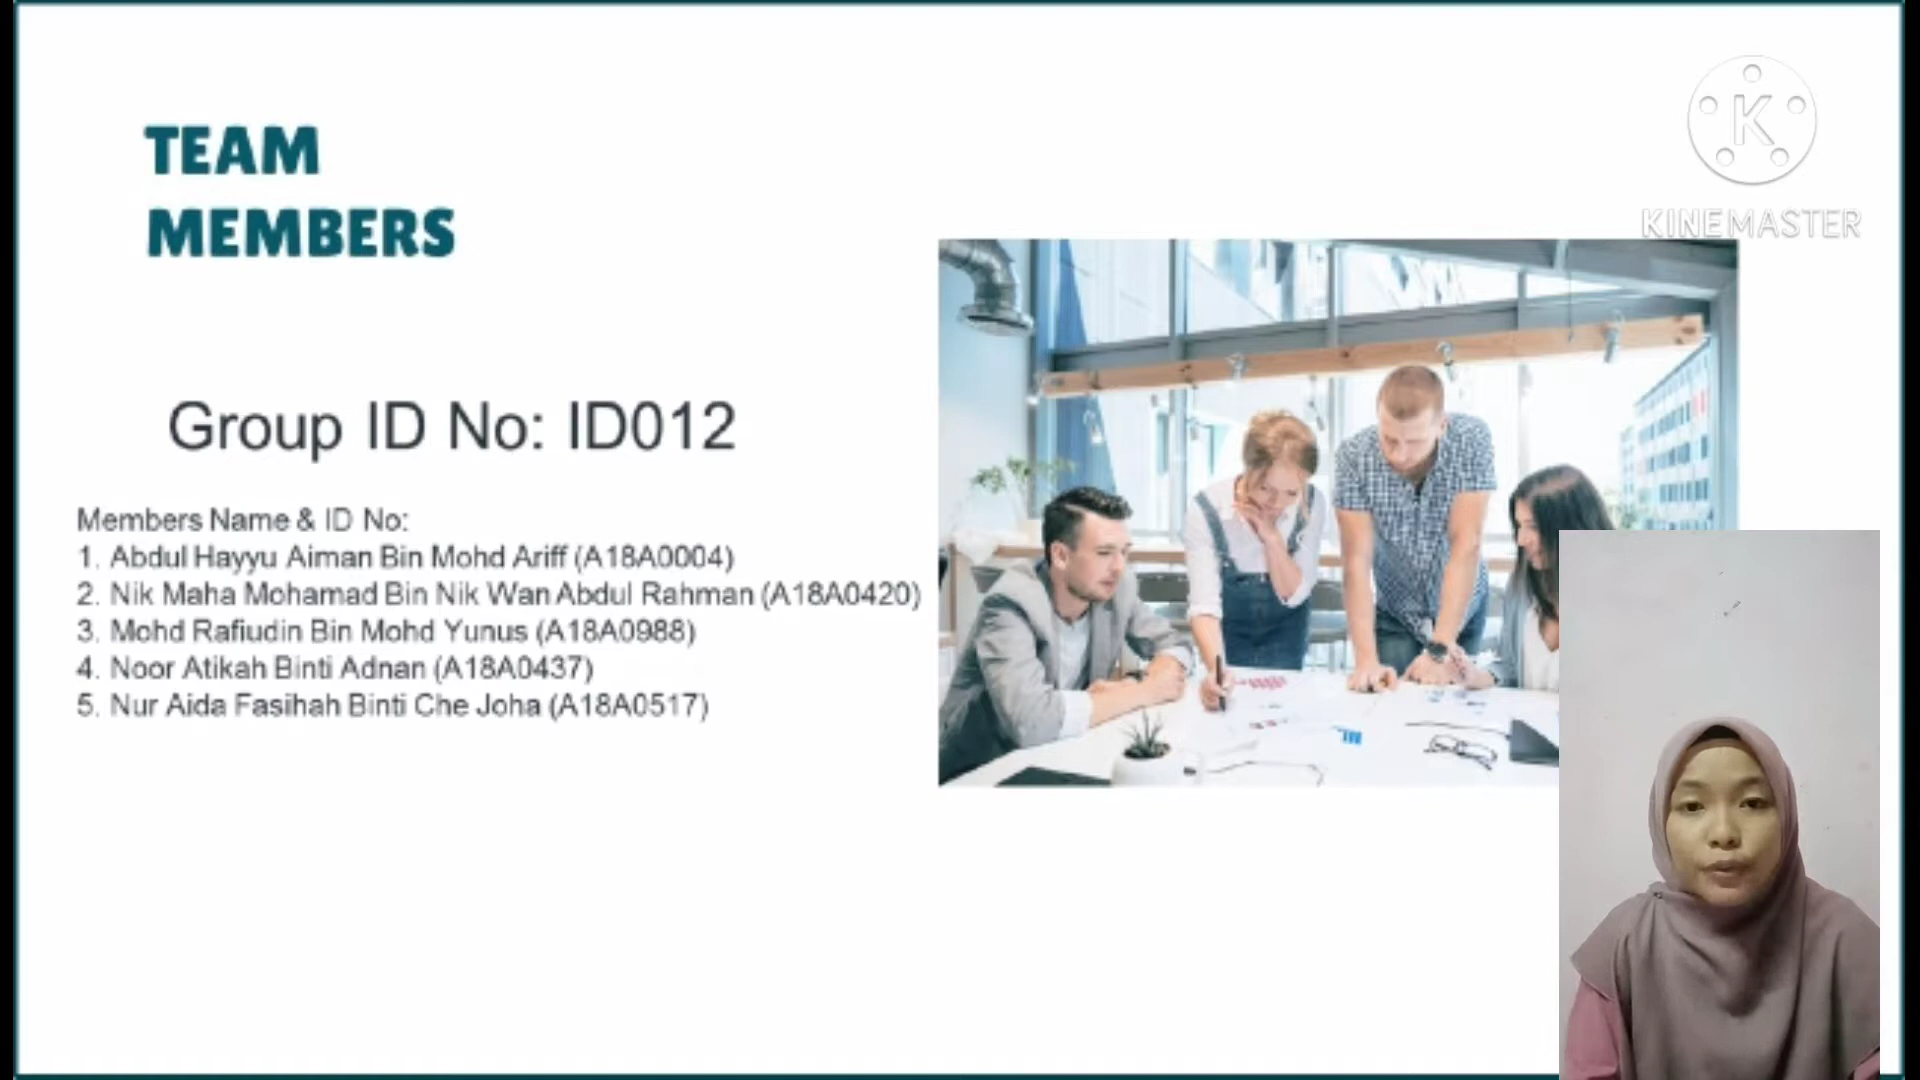 TEAM
MEMBERS
KINEMASTER
Group ID No: ID012
Members Name & ID No:
1. Abdul Hayyu Aiman Bin Mohd Ariff (A18A0004)
2. Nik Maha Mohamad Bin Nik Wan Abdul Rahman (A18A0420)
3. Mohd Rafiudin Bin Mohd Yunus (A18A0988)
4. Noor Atikah Binti Adnan (A18A0437)
5. Nur Aida Fasihah Binti Che Joha (A18A0517)